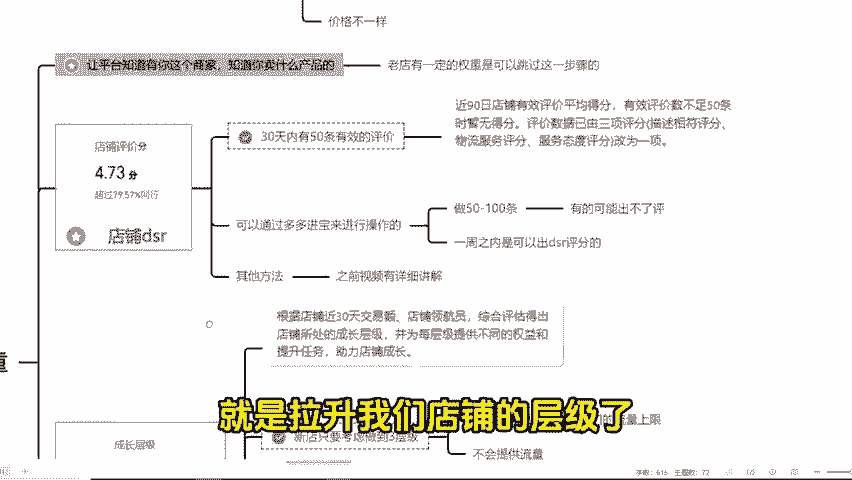 价格不一样
让平台知道有你这个商家，知道你卖什么产品的
老店有一定的权重是可以跳过这一步骤的
店铺评价分
4.73 分
超过79.57%同行
店铺dsr
30天内有50条有效的评价
近90日店铺有效评价平均得分，有效评价数不足50条
时暂无得分。评价数据已由三项评分(描述相符评分、
物流服务评分、服务态度评分)改为一项。
可以通过多多进宝来进行操作的
做50-100条
有的可能出不了评
一周之内是可以出dsr评分的
其他方法
之前视频有详细讲解
根据店铺近30天交易额、店铺领航员，综合评估得出
店铺所处的成长层级，并为每层级提供不同的权益和
提升任务，助力店铺成长。
就是拉升我们店铺的层级了
流量上限
成长层级
新店只要考虑做到3层级
不会提供流量
字数：616 主题数：72